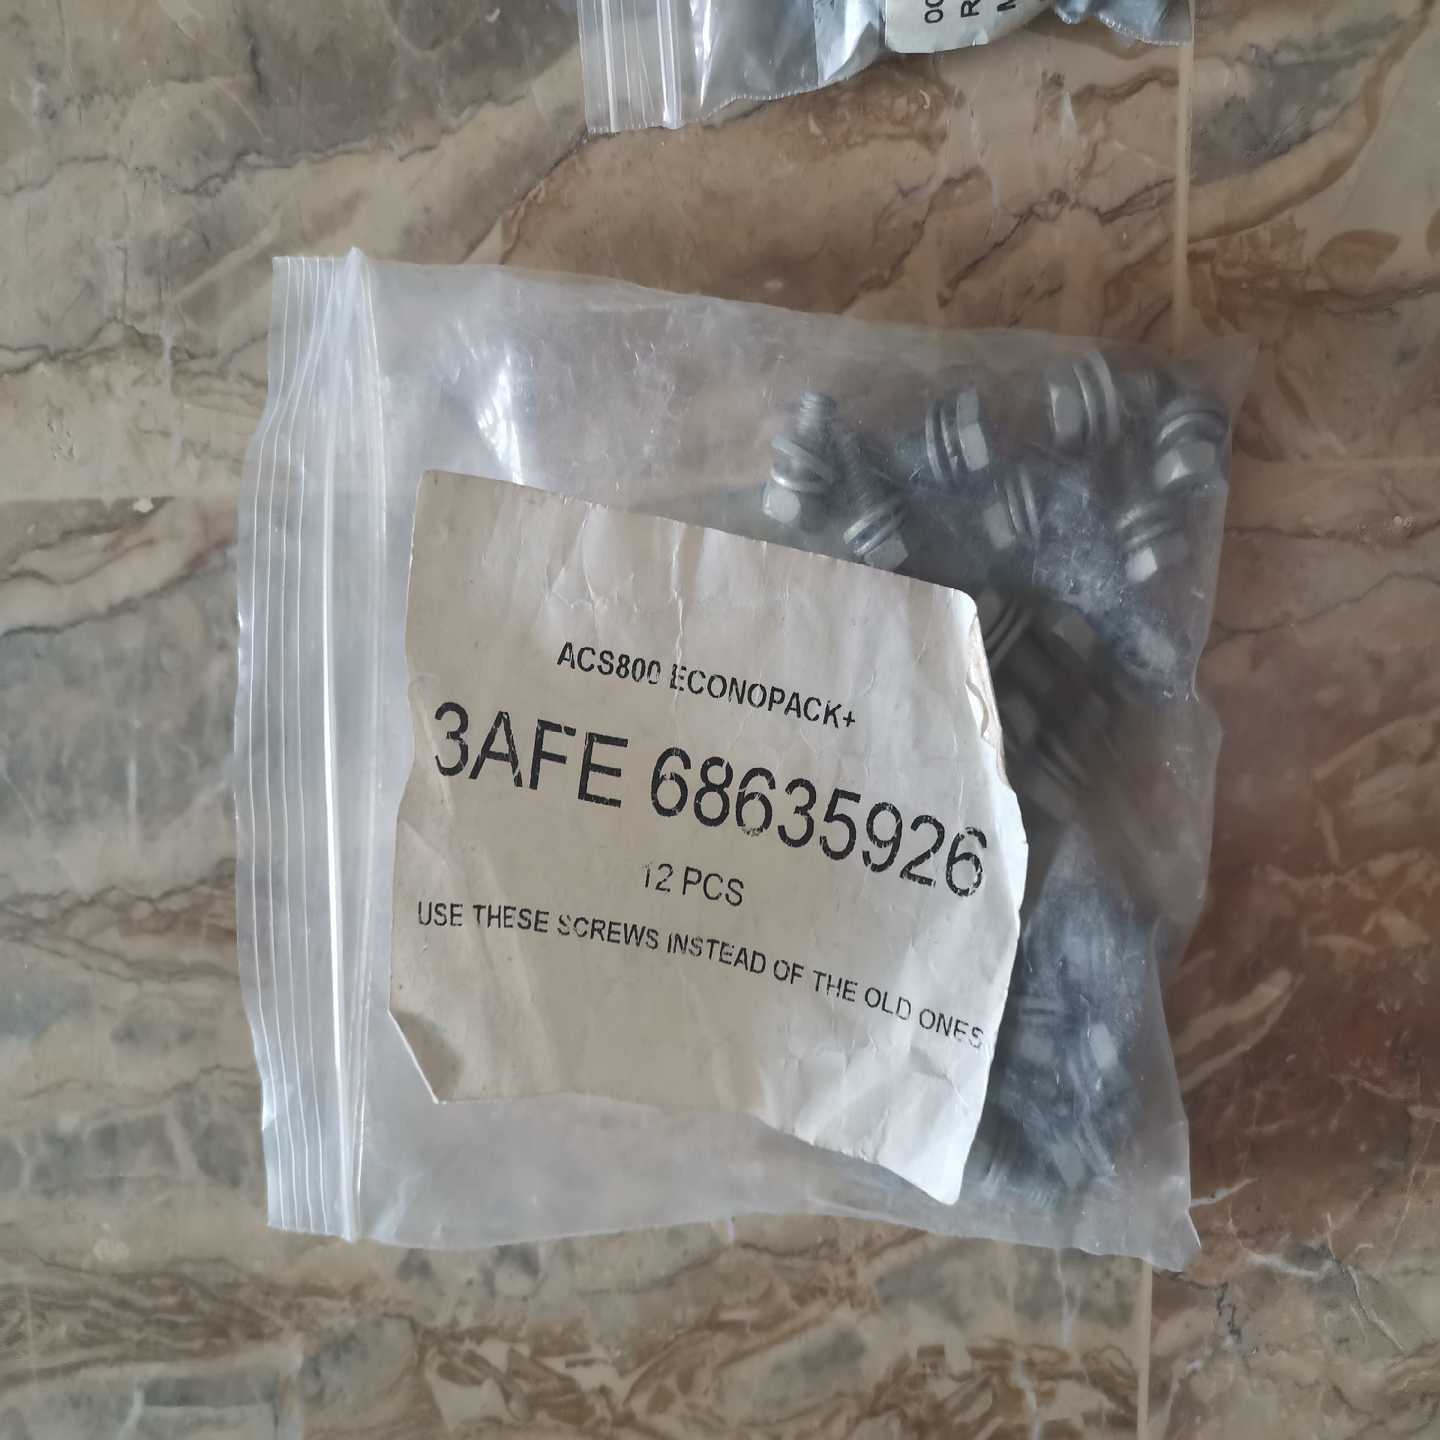 ACS800 ECONOPACK+
3AFE 68635926
12 PCS
USE THESE SCREWS INSTEAD OF THE OLD ONES